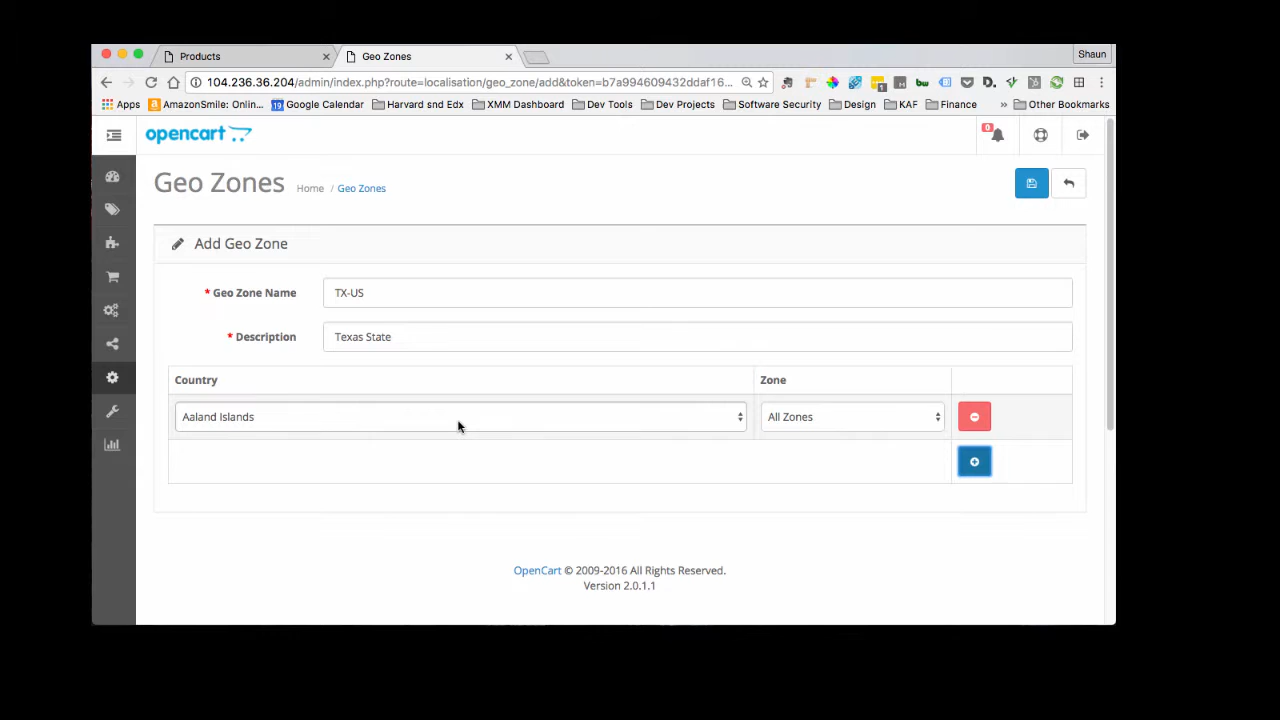 Products
Geo Zones
Shaun
104.236.36.204/admin/index.php?route=localisation/geo_zone/add&token=b7a994609432ddaf16...
Apps
AmazonSmile: Onlin...
Google Calendar
Harvard snd Edx
XMM Dashboard
Dev Tools
Dev Projects
Software Security
Design
KAF
Finance
»
Other Bookmarks
opencart
0
Geo Zones
Home / Geo Zones
Add Geo Zone
* Geo Zone Name
TX-US
* Description
Texas State
Country
Zone
Aaland Islands
All Zones
OpenCart © 2009-2016 All Rights Reserved.
Version 2.0.1.1